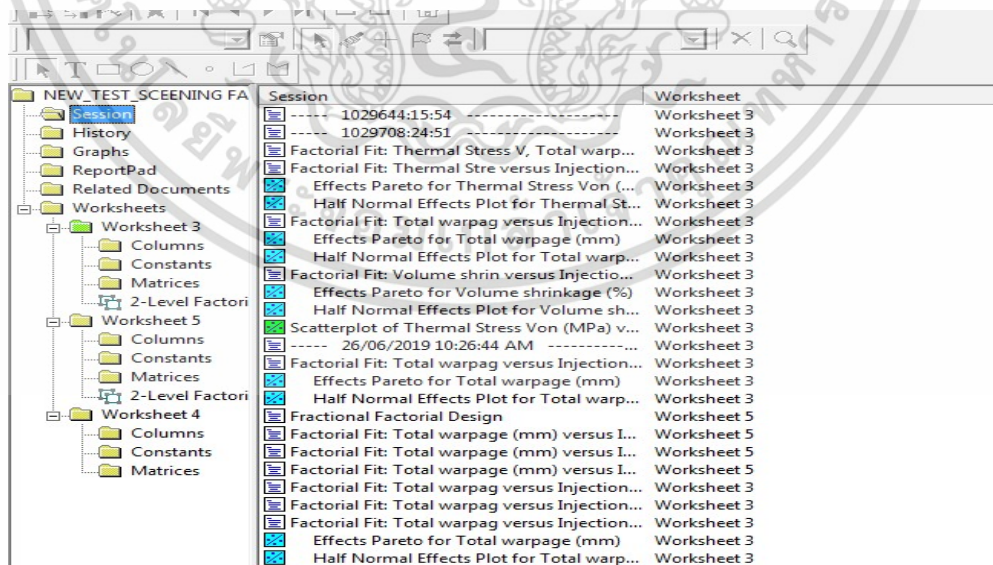 NEW_TEST_SCEENING FA
Session
History
Graphs
ReportPad
Related Documents
Worksheets
Worksheet 3
Columns
Constants
Matrices
2-Level Factori
Worksheet 5
Columns
Constants
Matrices
2-Level Factori
Worksheet 4
Columns
Constants
Matrices
Session Worksheet
----- 1029644:15:54 -------------------- Worksheet 3
----- 1029708:24:51 -------------------- Worksheet 3
Factorial Fit: Thermal Stress V, Total warp... Worksheet 3
Factorial Fit: Thermal Stre versus Injection... Worksheet 3
Effects Pareto for Thermal Stress Von (... Worksheet 3
Half Normal Effects Plot for Thermal St... Worksheet 3
Factorial Fit: Total warpag versus Injection... Worksheet 3
Effects Pareto for Total warpage (mm) Worksheet 3
Half Normal Effects Plot for Total warp... Worksheet 3
Factorial Fit: Volume shrin versus Injectio... Worksheet 3
Effects Pareto for Volume shrinkage (%) Worksheet 3
Half Normal Effects Plot for Volume sh... Worksheet 3
Scatterplot of Thermal Stress Von (MPa) v... Worksheet 3
----- 26/06/2019 10:26:44 AM ----------... Worksheet 3
Factorial Fit: Total warpag versus Injection... Worksheet 3
Effects Pareto for Total warpage (mm) Worksheet 3
Half Normal Effects Plot for Total warp... Worksheet 3
Fractional Factorial Design Worksheet 5
Factorial Fit: Total warpage (mm) versus I... Worksheet 5
Factorial Fit: Total warpage (mm) versus I... Worksheet 5
Factorial Fit: Total warpage (mm) versus I... Worksheet 5
Factorial Fit: Total warpag versus Injection... Worksheet 3
Factorial Fit: Total warpag versus Injection... Worksheet 3
Factorial Fit: Total warpag versus Injection... Worksheet 3
Effects Pareto for Total warpage (mm) Worksheet 3
Half Normal Effects Plot for Total warp... Worksheet 3